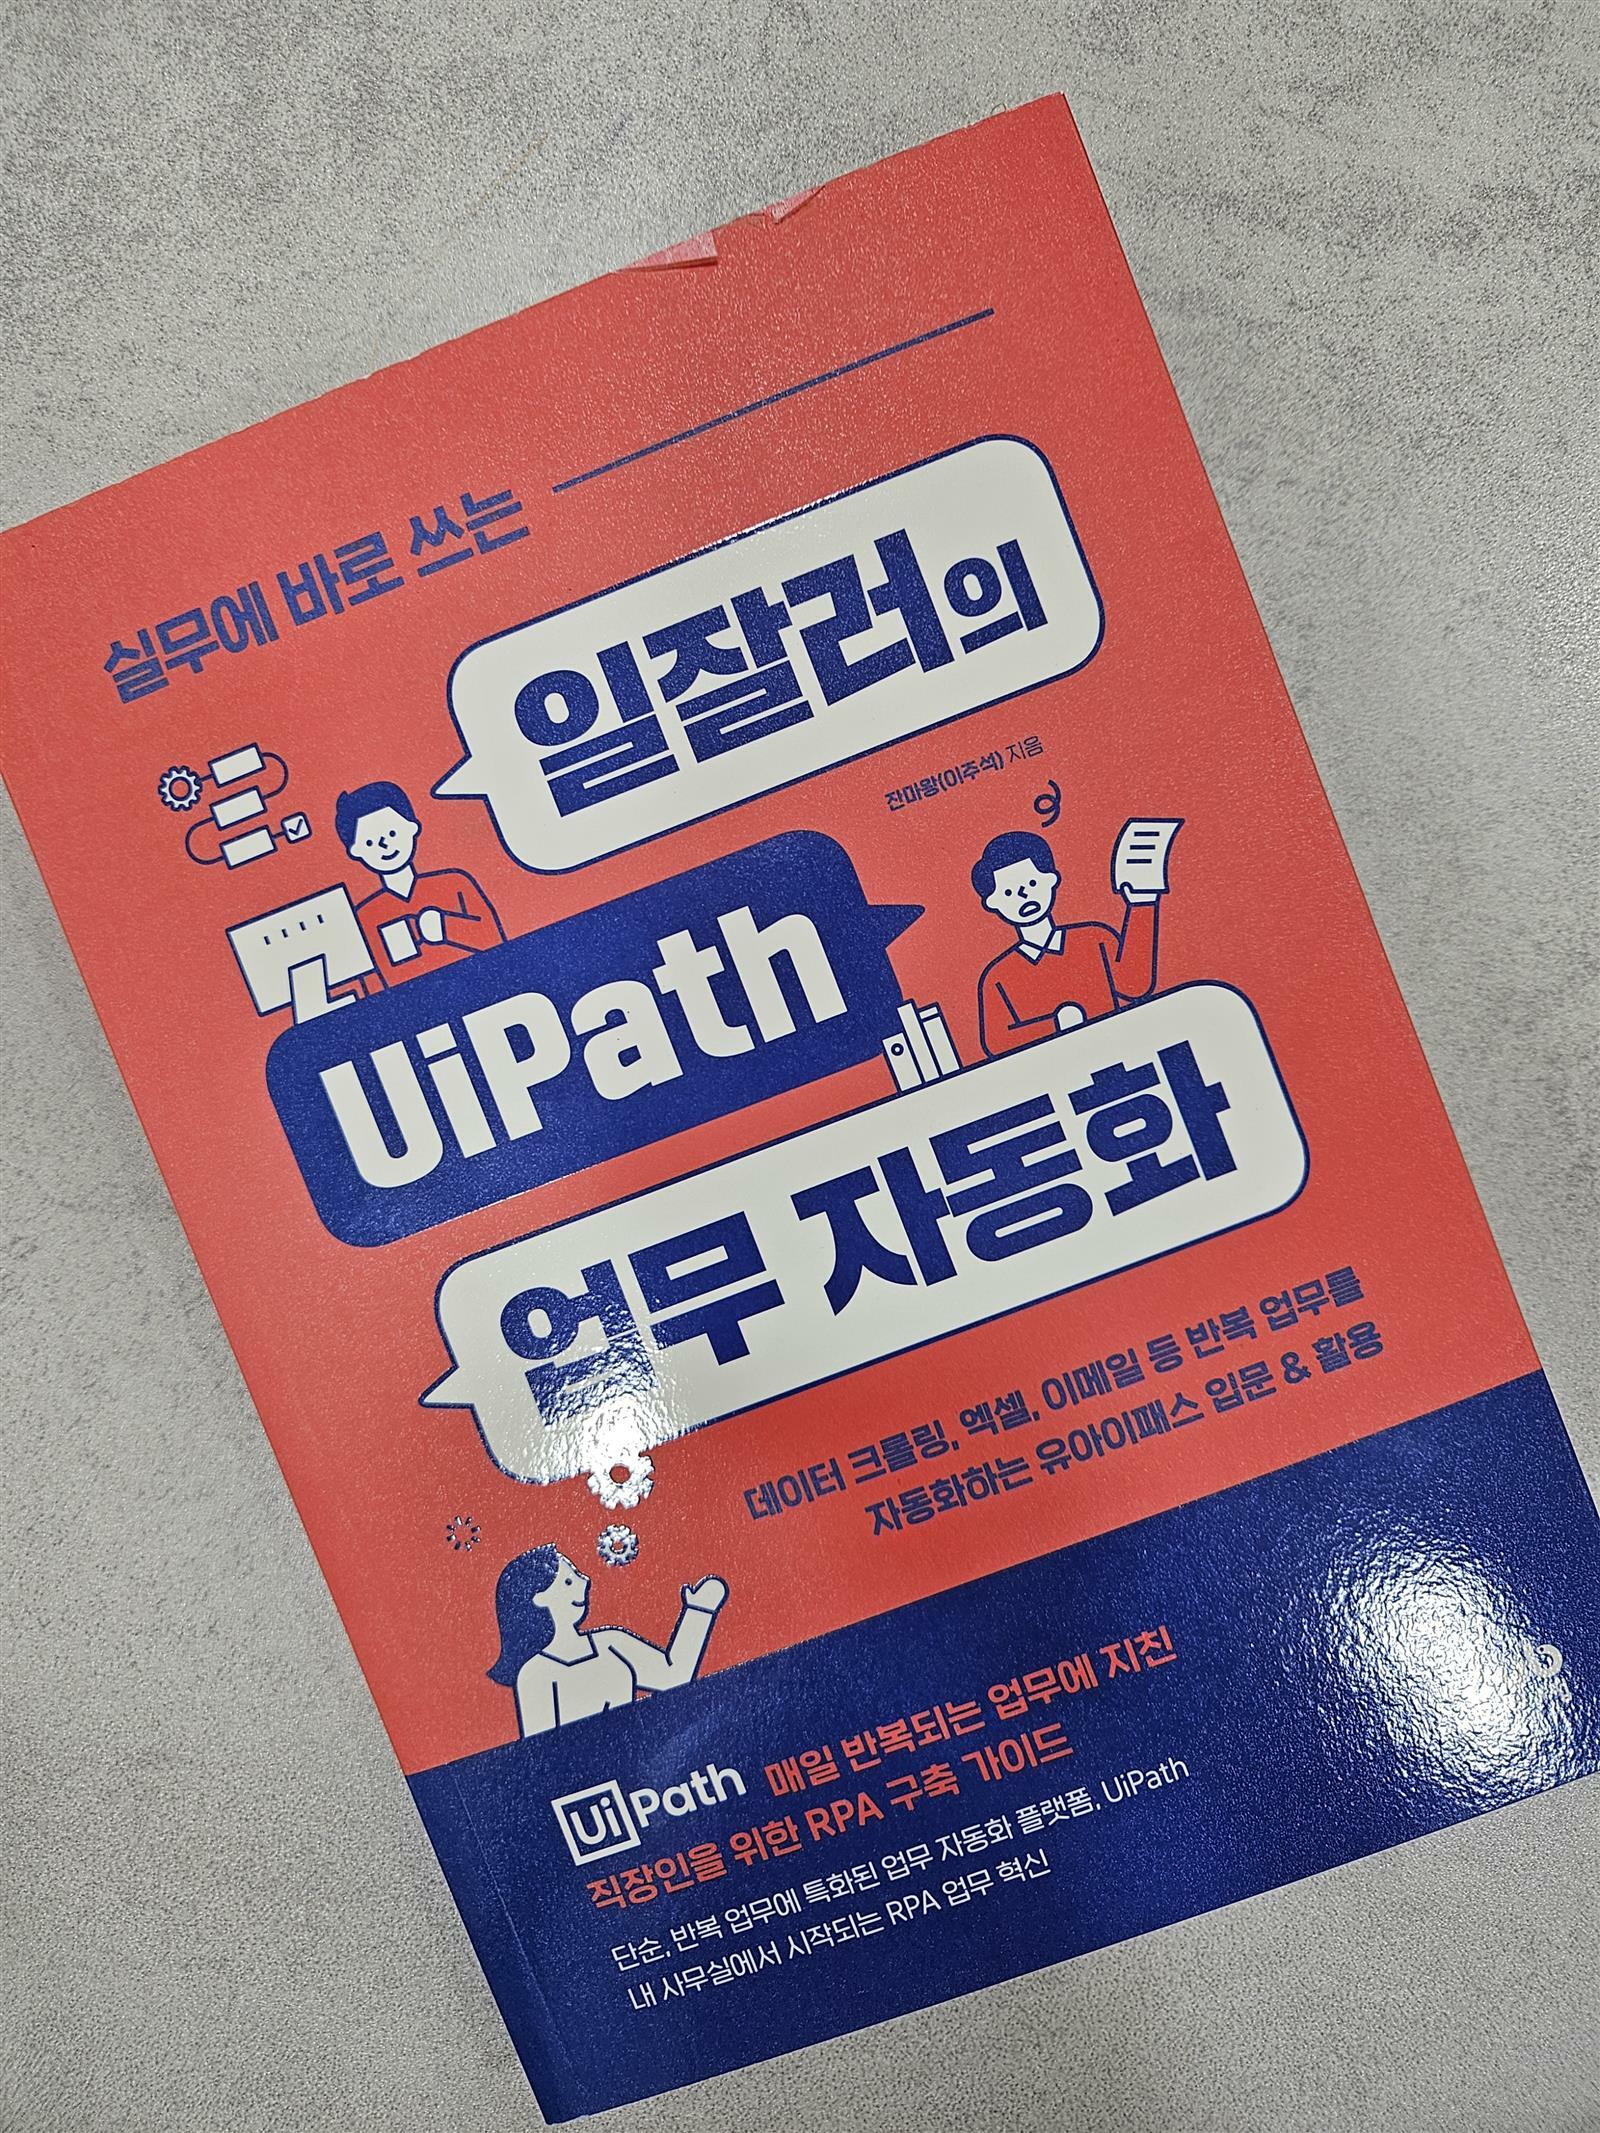 실무에 바로 쓰는
일잘러의
잔마왕(이주석) 지음
UiPath
업무 자동화
데이터 크롤링, 엑셀, 이메일 등 반복 업무를
자동화하는 유아이패스 입문 & 활용
UiPath 매일 반복되는 업무에 지친
직장인을 위한 RPA 구축 가이드
단순, 반복 업무에 특화된 업무 자동화 플랫폼, UiPath
내 사무실에서 시작되는 RPA 업무 혁신